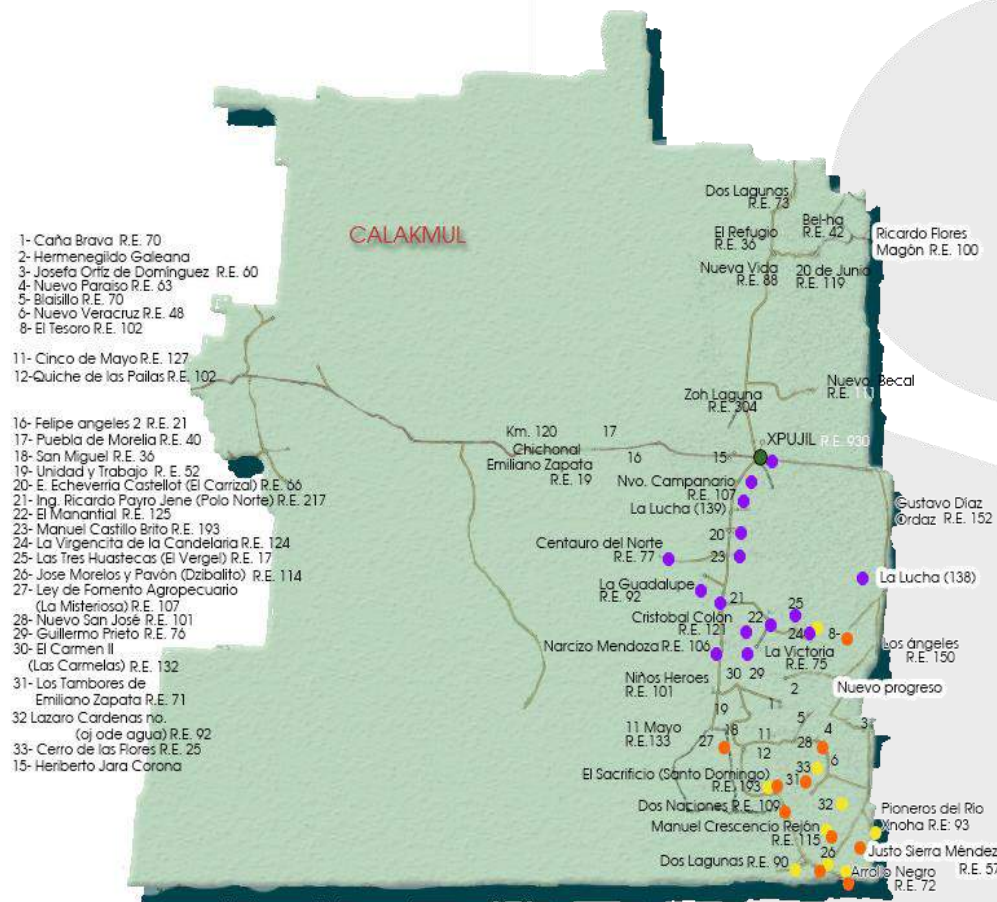 CALAKMUL
1- Caña Brava R.E. 70
2- Hermenegildo Galeana
3- Josefa Ortíz de Domínguez R.E. 60
4- Nuevo Paraiso R.E. 63
5- Blaisillo R.E. 70
6- Nuevo Veracruz R.E. 48
8- El Tesoro R.E. 102
11- Cinco de Mayo R.E. 127
12-Quiche de las Pailas R.E. 102
16- Felipe angeles 2 R.E. 21
17- Puebla de Morelia R.E. 40
18- San Miguel R.E. 36
19- Unidad y Trabajo R.E. 52
20- E. Echeverria Castellot (El Carrizal) R.E. 66
21- Ing. Ricardo Payro Jene (Polo Norte) R.E. 217
22- El Manantial R.E. 125
23- Manuel Castillo Brito R.E. 193
24- La Virgencita de la Candelaria R.E. 124
25- Las Tres Huastecas (El Vergel) R.E. 17
26- Jose Morelos y Pavón (Dzibalito) R.E. 114
27- Ley de Fomento Agropecuario
(La Misteriosa) R.E. 107
28- Nuevo San José R.E. 101
29- Guillermo Prieto R.E. 76
30- El Carmen II
(Las Carmelas) R.E. 132
31- Los Tambores de
Emiliano Zapata R.E. 71
32 Lazaro Cardenas no.
(oj ode agua) R.E. 92
33- Cerro de las Flores R.E. 25
15- Heriberto Jara Corona
Dos Lagunas
R.E. 73
Bel-ha
R.E. 42
El Refugio
R.E. 36
Ricardo Flores
Magón R.E. 100
Nueva Vida
R.E. 88
20 de Junio
R.E. 119
Nuevo Becal
R.E. 111
Zoh Laguna
R.E. 304
Km. 120
17
XPUJIL R.E. 930
Chichonal
Emiliano Zapata
R.E. 19
16
15-
Nvo. Campanario
R.E. 107
La Lucha (139)
Gustavo Díaz
Ordaz R.E. 152
20
Centauro del Norte
R.E. 77
23
La Lucha (138)
La Guadalupe
R.E. 92
21
25
Cristobal Colón
R.E. 121
22
24
8-
Narcizo Mendoza R.E. 106
La Victoria
R.E. 75
Los ángeles
R.E. 150
30
29
Niños Heroes
R.E. 101
2
Nuevo progreso
1
19
5
3
11 Mayo
R.E.133
18
11
4
27
12
28
6
33
El Sacrificio (Santo Domingo)
R.E. 193
31
Dos Naciones R.E. 109
32
Pioneros del Río
Xnoha R.E: 93
Manuel Crescencio Rejón
R.E. 115
26
Justo Sierra Méndez
R.E. 57
Dos Lagunas R.E. 90
Arrollo Negro
R.E. 72